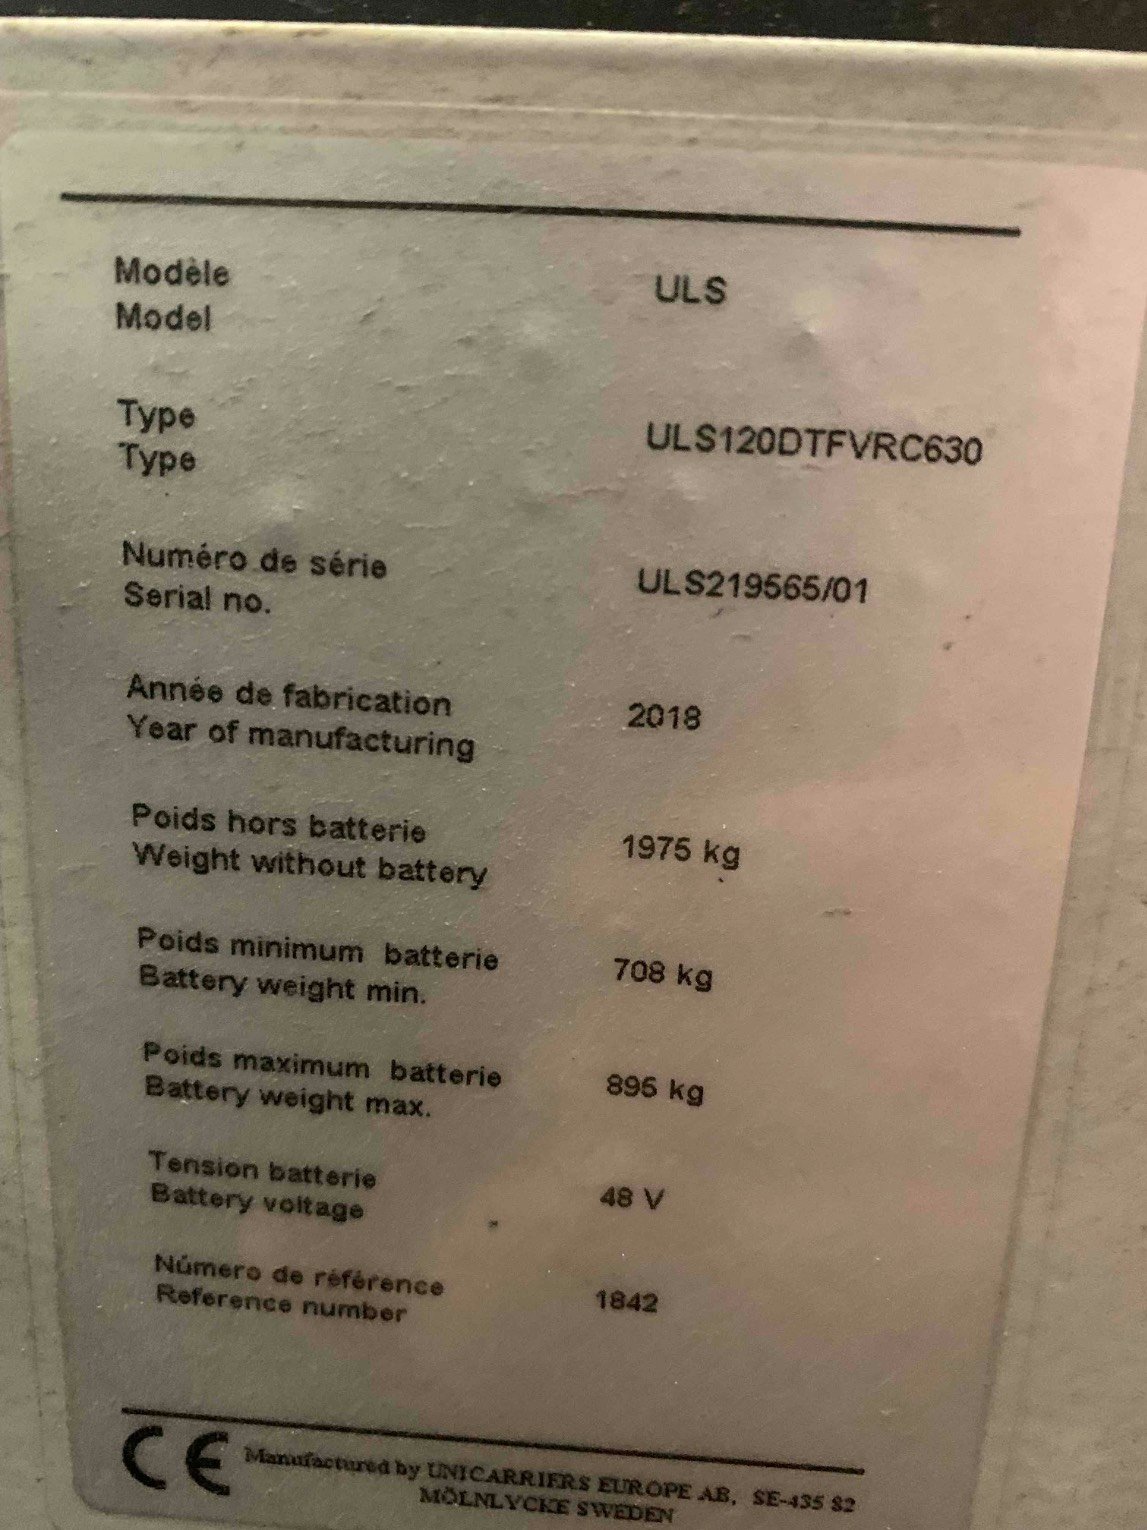 Modèle
Model
ULS
Type
Type
ULS120DTFVRC630
Numéro de série
Serial no.
ULS219565/01
Année de fabrication
Year of manufacturing
2018
Poids hors batterie
Weight without battery
1975 kg
Poids minimum batterie
Battery weight min.
708 kg
Poids maximum batterie
Battery weight max.
895 kg
Tension batterie
Battery voltage
48 V
Número de référence
Reference number
1842
CE
Manufactured by UNICARRIERS EUROPE AB, SE-435 82
MÖLNLYCKE SWEDEN